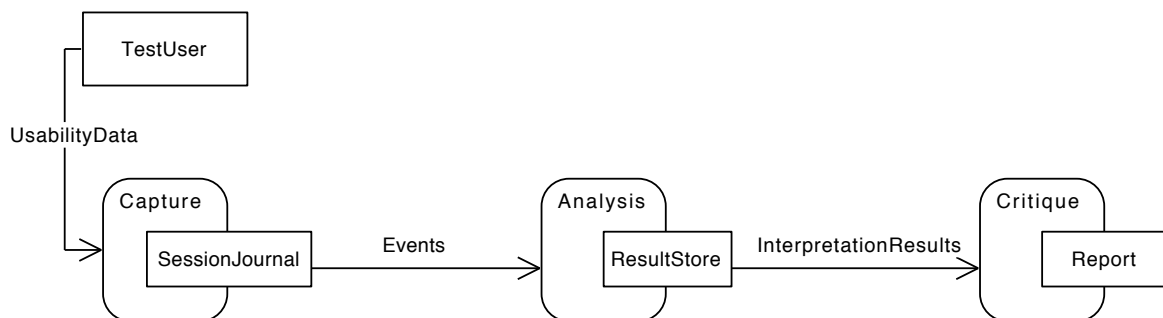 TestUser
UsabilityData
Capture
Analysis
Critique
SessionJournal
Events
ResultStore
InterpretationResults
Report